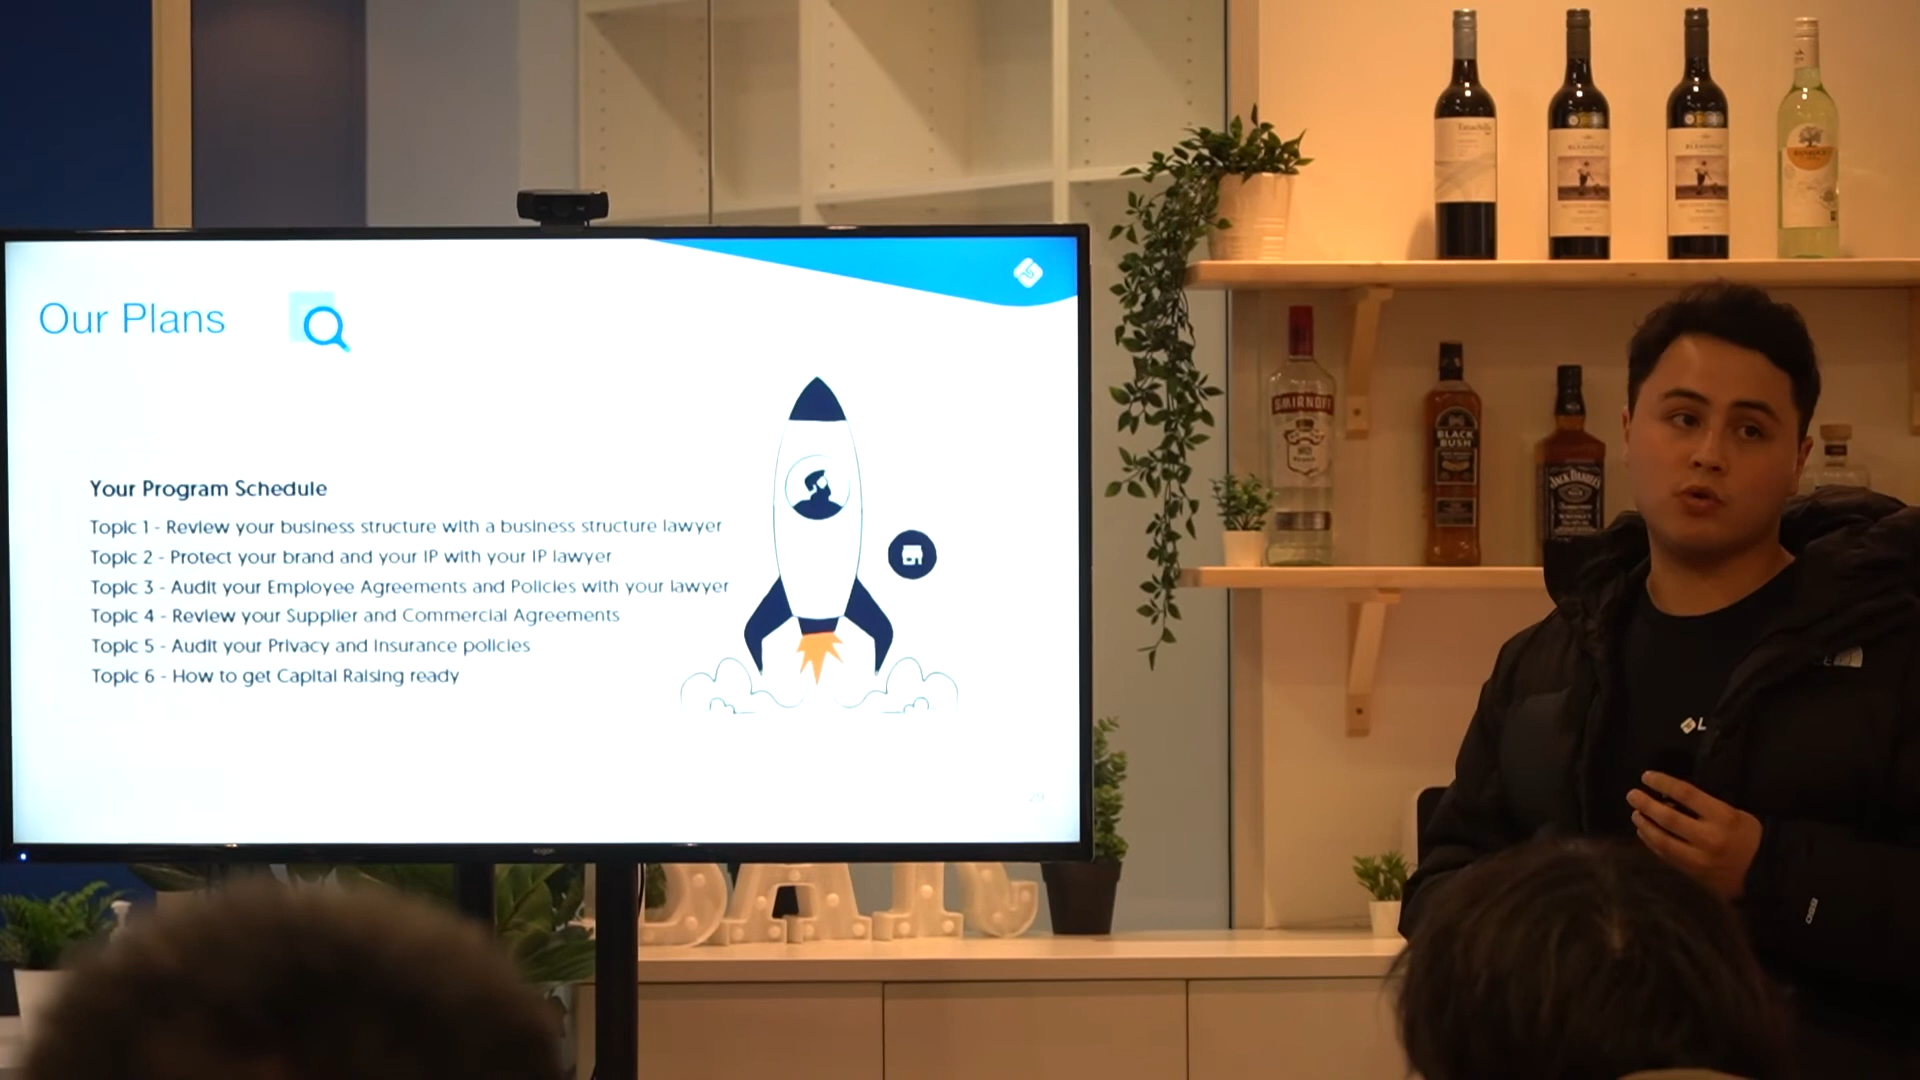 Our Plans
Your Program Schedule
Topic 1 - Review your business structure with a business structure lawyer
Topic 2 - Protect your brand and your IP with your IP lawyer
Topic 3 - Audit your Employee Agreements and Policies with your lawyer
Topic 4 - Review your Supplier and Commercial Agreements
Topic 5 - Audit your Privacy and Insurance policies
Topic 6 - How to get Capital Raising ready
SMIRNOFF
BLACK
BUSH
JACK DANIEL'S
L